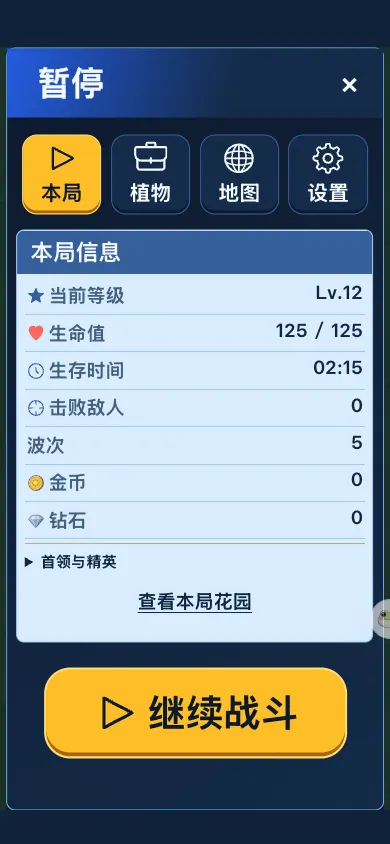 暂停
×
本局 植物 地图 设置
本局信息
当前等级 Lv.12
生命值 125 / 125
生存时间 02:15
击败敌人 0
波次 5
金币 0
钻石 0
首领与精英
查看本局花园
继续战斗